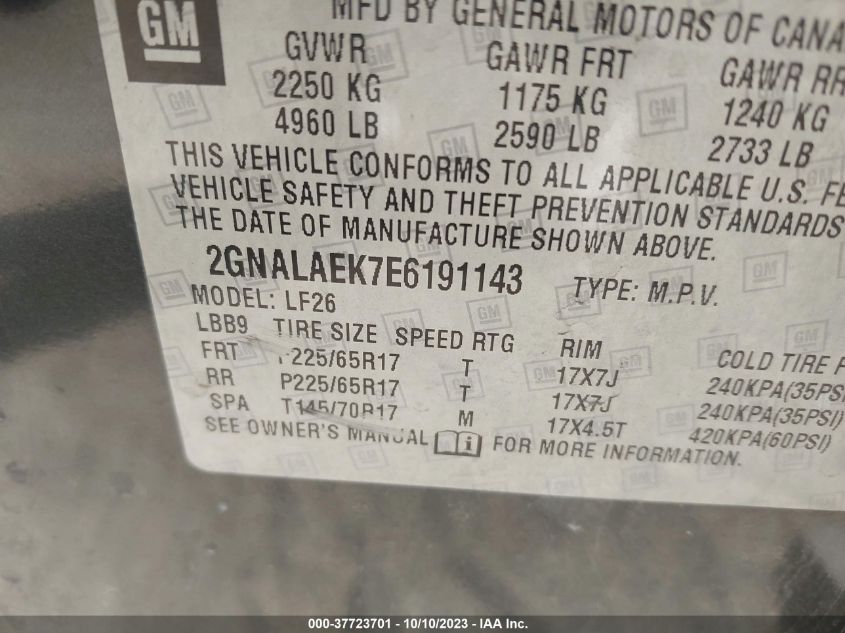 GM
MFD BY GENERAL MOTORS OF CANA
GVWR GAWR FRT GAWR RR
2250 KG 1175 KG 1240 KG
4960 LB 2590 LB 2733 LB
THIS VEHICLE CONFORMS TO ALL APPLICABLE U.S. FE
VEHICLE SAFETY AND THEFT PREVENTION STANDARDS
THE DATE OF MANUFACTURE SHOWN ABOVE.
2GNALAEK7E6191143 TYPE: M.P.V.
MODEL: LF26
LBB9 TIRE SIZE SPEED RTG RIM COLD TIRE P
FRT P225/65R17 T 17X7J 240KPA(35PSI
RR P225/65R17 T 17X7J 240KPA(35PSI)
SPA T145/70R17 M 17X4.5T 420KPA(60PSI)
SEE OWNER'S MANUAL i FOR MORE INFORMATION.
000-37723701 - 10/10/2023 - IAA Inc.